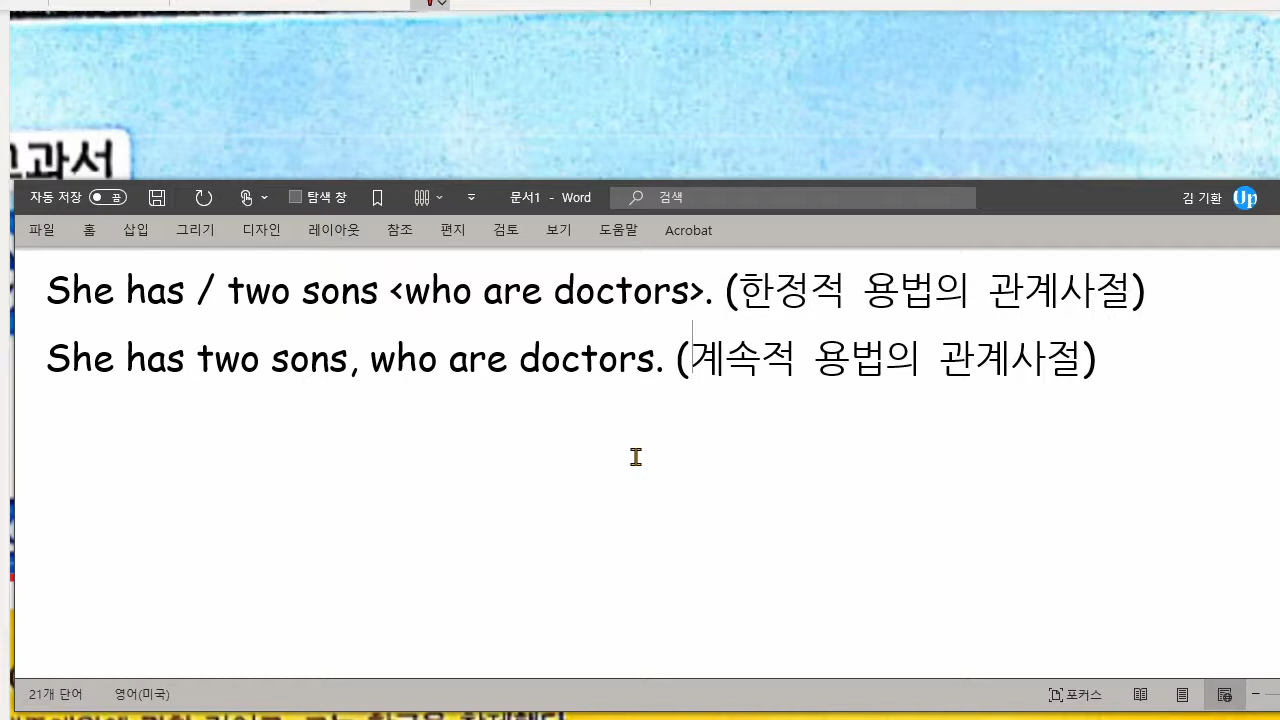 교과서
자동 저장 끔 탐색 창 문서1 - Word 검색 김 기환 Up
파일 홈 삽입 그리기 디자인 레이아웃 참조 편지 검토 보기 도움말 Acrobat
She has / two sons <who are doctors>. (한정적 용법의 관계사절)
She has two sons, who are doctors. (계속적 용법의 관계사절)
21개 단어 영어(미국) 포커스